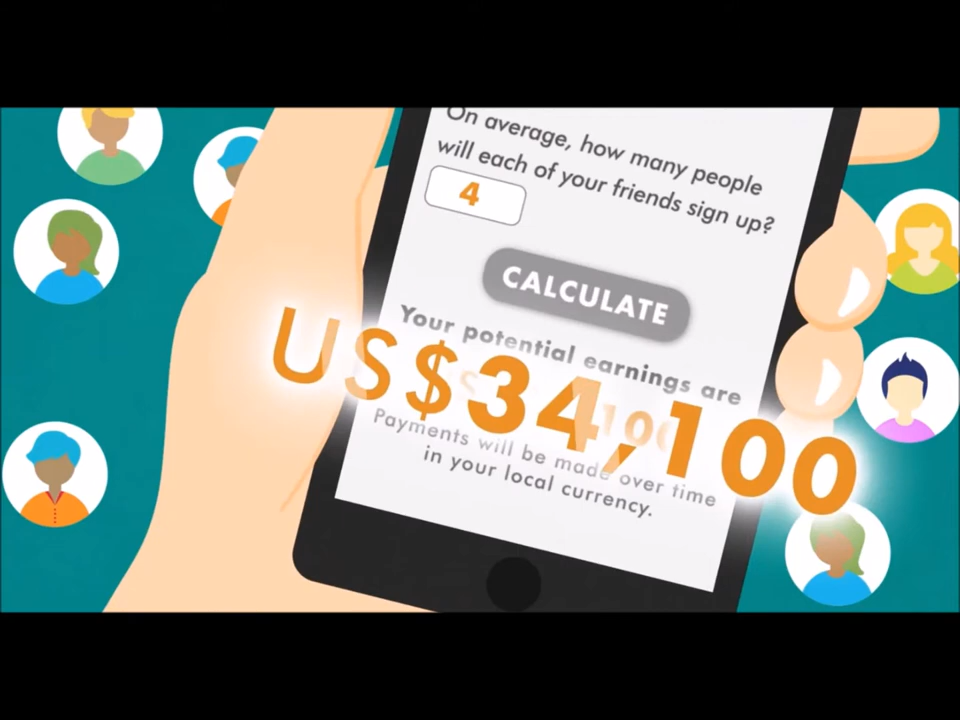 On average, how many people
will each of your friends sign up?
4
CALCULATE
Your potential earnings are
US$34,100
Payments will be made over time
in your local currency.